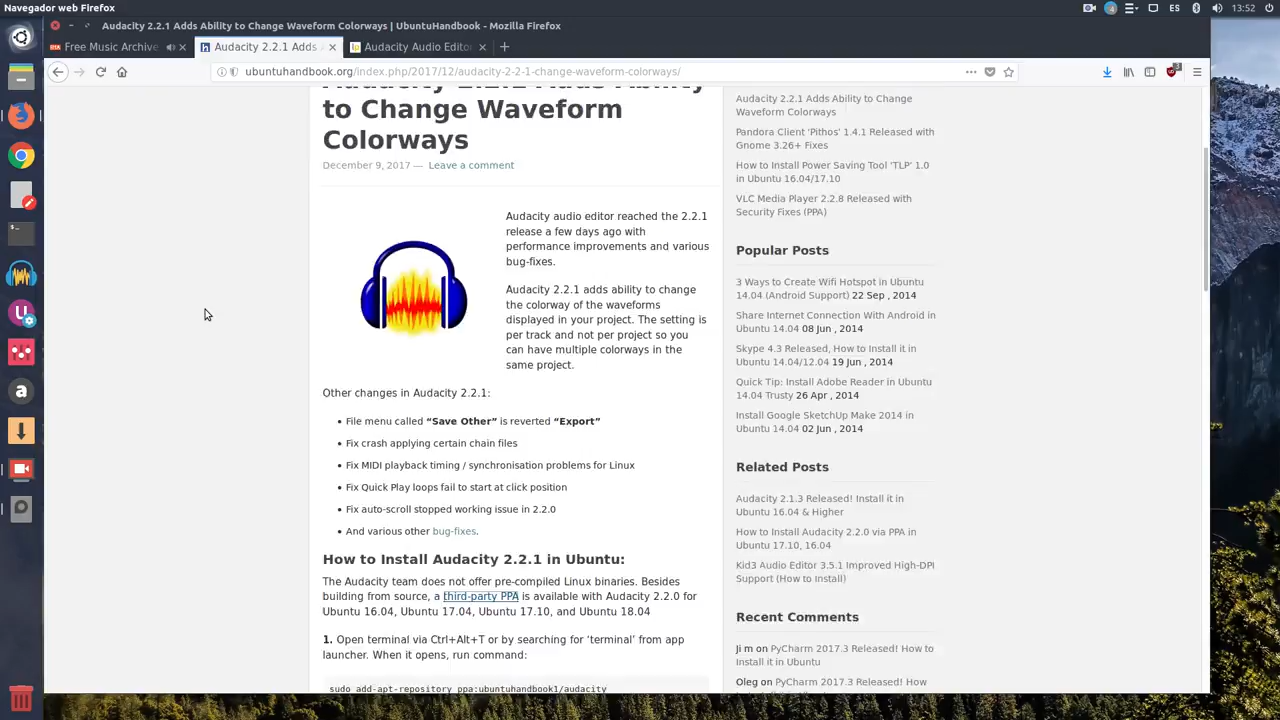 Navegador web Firefox
ES
13:52
Audacity 2.2.1 Adds Ability to Change Waveform Colorways | UbuntuHandbook - Mozilla Firefox
Free Music Archive
Audacity 2.2.1 Adds
Audacity Audio Edito
ubuntuhandbook.org/index.php/2017/12/audacity-2-2-1-change-waveform-colorways/
Audacity 2.2.1 Adds Ability
to Change Waveform
Colorways
December 9, 2017 — Leave a comment
Audacity audio editor reached the 2.2.1
release a few days ago with
performance improvements and various
bug-fixes.
Audacity 2.2.1 adds ability to change
the colorway of the waveforms
displayed in your project. The setting is
per track and not per project so you
can have multiple colorways in the
same project.
Other changes in Audacity 2.2.1:
• File menu called “Save Other” is reverted “Export”
• Fix crash applying certain chain files
• Fix MIDI playback timing / synchronisation problems for Linux
• Fix Quick Play loops fail to start at click position
• Fix auto-scroll stopped working issue in 2.2.0
• And various other bug-fixes.
How to Install Audacity 2.2.1 in Ubuntu:
The Audacity team does not offer pre-compiled Linux binaries. Besides
building from source, a third-party PPA is available with Audacity 2.2.0 for
Ubuntu 16.04, Ubuntu 17.04, Ubuntu 17.10, and Ubuntu 18.04
1. Open terminal via Ctrl+Alt+T or by searching for ‘terminal’ from app
launcher. When it opens, run command:
sudo add-apt-repository ppa:ubuntuhandbook1/audacity
Audacity 2.2.1 Adds Ability to Change
Waveform Colorways
Pandora Client ‘Pithos’ 1.4.1 Released with
Gnome 3.26+ Fixes
How to Install Power Saving Tool ‘TLP’ 1.0
in Ubuntu 16.04/17.10
VLC Media Player 2.2.8 Released with
Security Fixes (PPA)
Popular Posts
3 Ways to Create Wifi Hotspot in Ubuntu
14.04 (Android Support) 22 Sep , 2014
Share Internet Connection With Android in
Ubuntu 14.04 08 Jun , 2014
Skype 4.3 Released, How to Install it in
Ubuntu 14.04/12.04 19 Jun , 2014
Quick Tip: Install Adobe Reader in Ubuntu
14.04 Trusty 26 Apr , 2014
Install Google SketchUp Make 2014 in
Ubuntu 14.04 02 Jun , 2014
Related Posts
Audacity 2.1.3 Released! Install it in
Ubuntu 16.04 & Higher
How to Install Audacity 2.2.0 via PPA in
Ubuntu 17.10, 16.04
Kid3 Audio Editor 3.5.1 Improved High-DPI
Support (How to Install)
Recent Comments
Ji m on PyCharm 2017.3 Released! How to
Install it in Ubuntu
Oleg on PyCharm 2017.3 Released! How